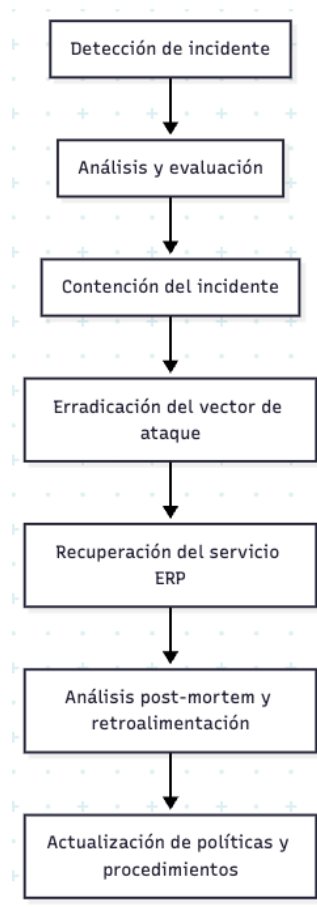 Detección de incidente
Análisis y evaluación
Contención del incidente
Erradicación del vector de
ataque
Recuperación del servicio
ERP
Análisis post-mortem y
retroalimentación
Actualización de políticas y
procedimientos